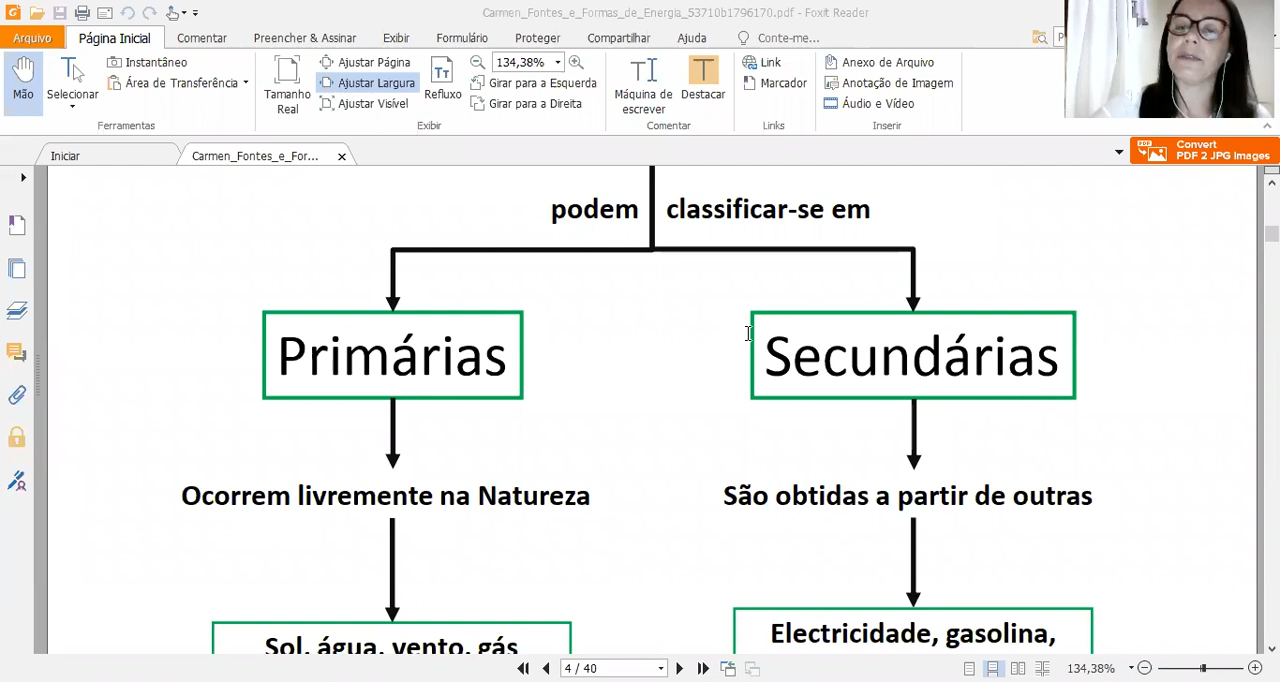 Carmen_Fontes_e_Formas_de_Energia_53710b1796170.pdf - Foxit Reader
Arquivo Página Inicial Comentar Preencher & Assinar Exibir Formulário Proteger Compartilhar Ajuda Conte-me...
Mão
Selecionar
Instantâneo
Área de Transferência
Ferramentas
Tamanho
Real
Ajustar Página
Ajustar Largura
Ajustar Visível
Refluxo
134,38%
Girar para a Esquerda
Girar para a Direita
Exibir
Máquina de
escrever
Destacar
Comentar
Link
Marcador
Links
Anexo de Arquivo
Anotação de Imagem
Áudio e Vídeo
Inserir
Iniciar
Carmen_Fontes_e_For...
Convert
PDF 2 JPG Images
podem classificar-se em
Primárias
Secundárias
Ocorrem livremente na Natureza
São obtidas a partir de outras
Sol, água, vento, gás
Electricidade, gasolina,
4 / 40
134,38%